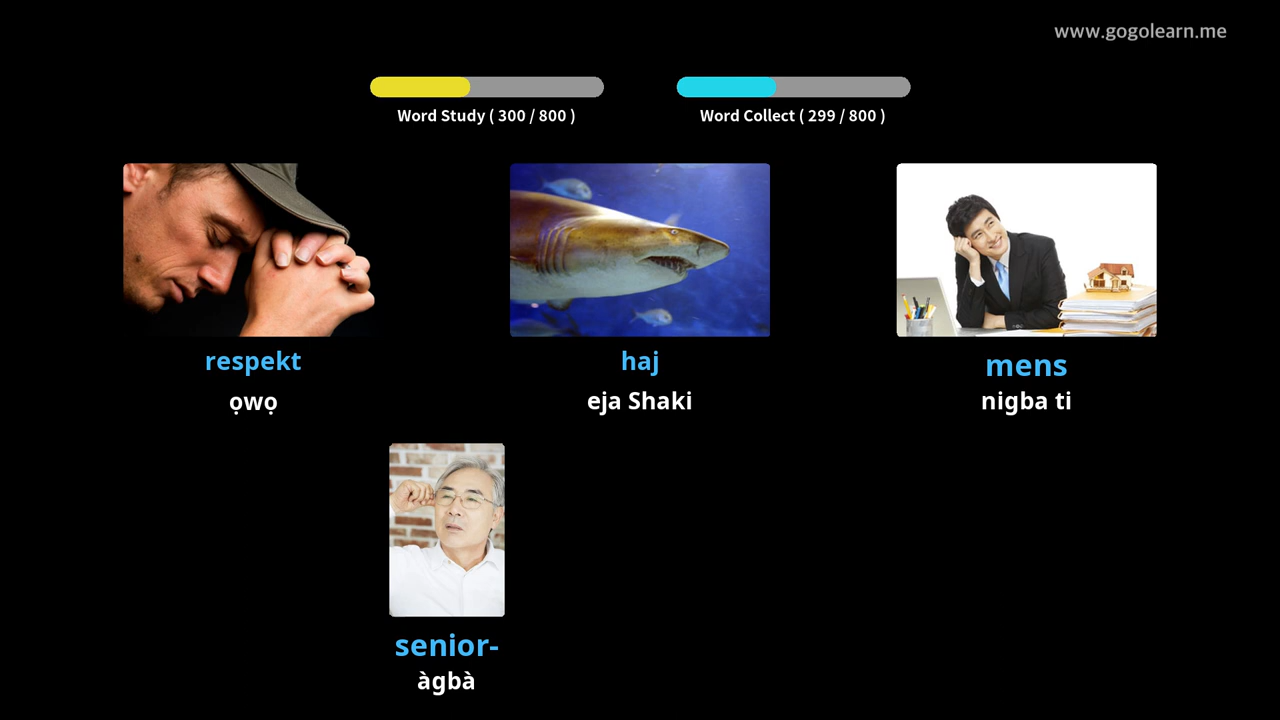 www.gogolearn.me
Word Study ( 300 / 800 )
Word Collect ( 299 / 800 )
respekt
ọwọ
haj
eja Shaki
mens
nigba ti
senior-
àgbà